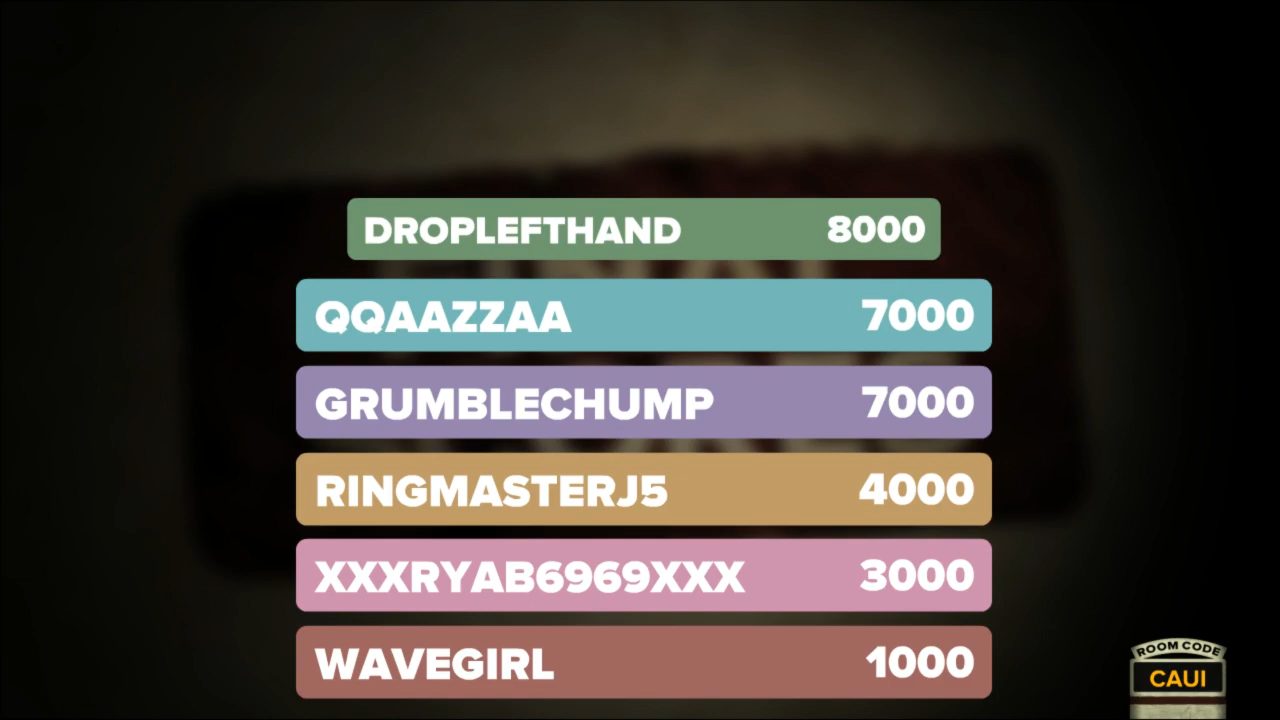 DROPLEFTHAND 8000
QQAAZZAA 7000
GRUMBLECHUMP 7000
RINGMASTERJ5 4000
XXXRYAB6969XXX 3000
WAVEGIRL 1000
ROOM CODE
CAUI